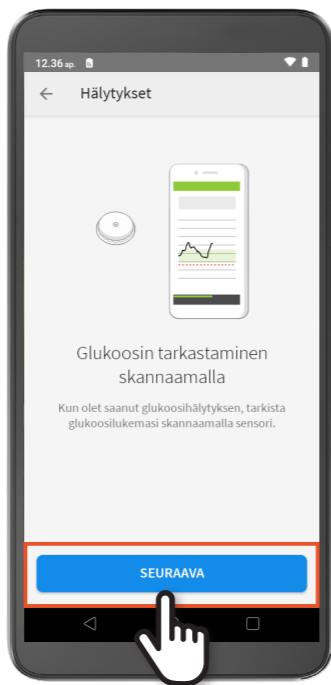 12.36 ap.
Hälytykset
Glukoosin tarkastaminen
skannaamalla
Kun olet saanut glukoosihälytyksen, tarkista
glukoosilukemasi skannaamalla sensori.
SEURAAVA